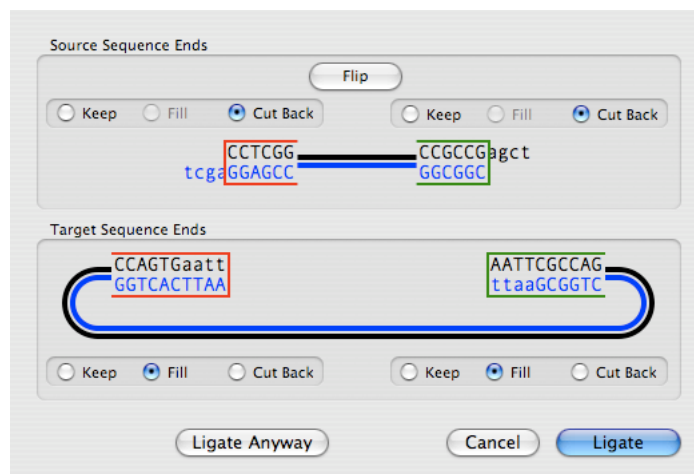 Source Sequence Ends
Flip
Keep Fill Cut Back Keep Fill Cut Back
CCTCGG CCGCCGagct
tcgaGGAGCC GGCGGC
Target Sequence Ends
CCAGTGaatt AATTCGCCAG
GGTCACTTAA ttaaGCGGTC
Keep Fill Cut Back Keep Fill Cut Back
Ligate Anyway Cancel Ligate